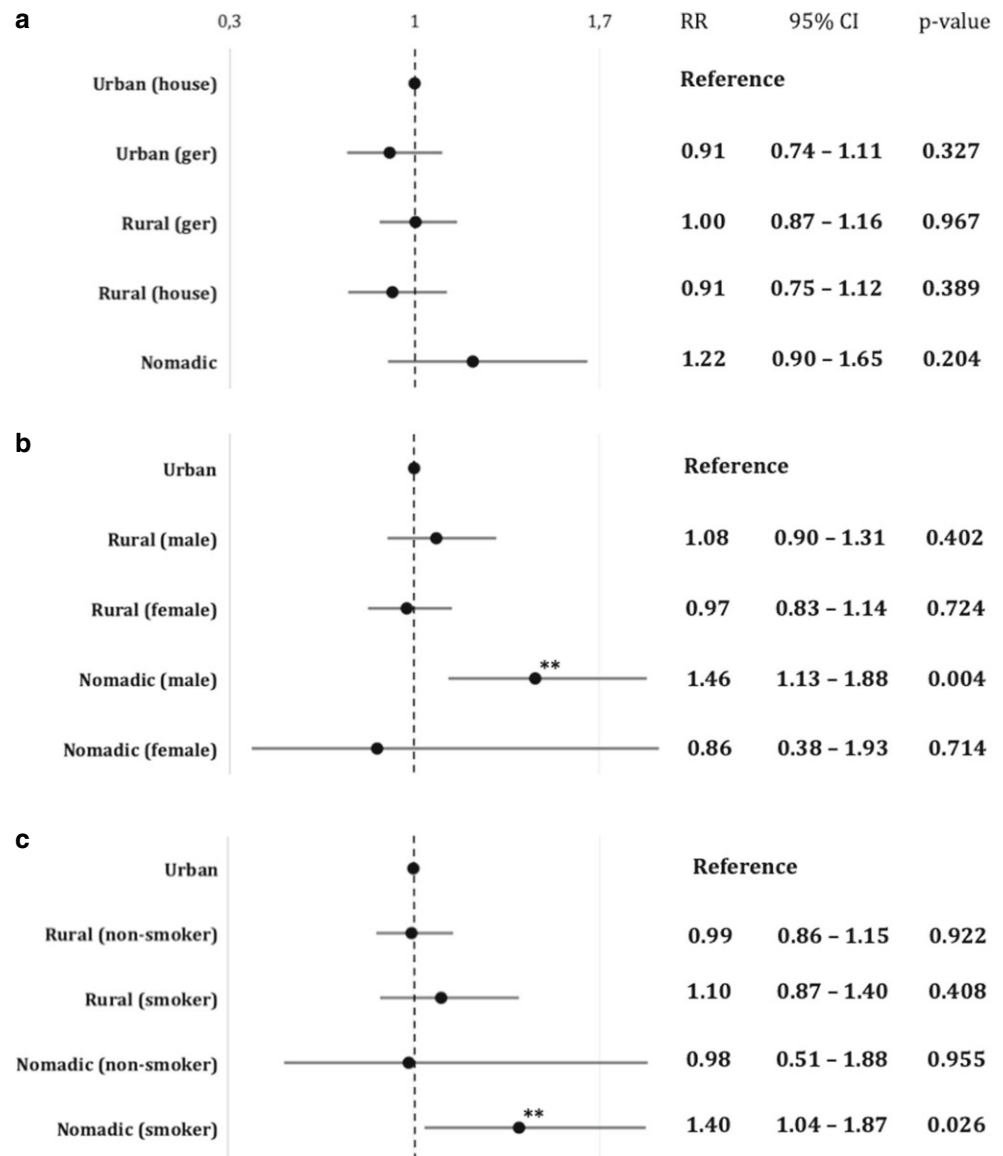 a 0,3 1 1,7 RR 95% CI p-value
Urban (house) Reference
Urban (ger) 0.91 0.74 – 1.11 0.327
Rural (ger) 1.00 0.87 – 1.16 0.967
Rural (house) 0.91 0.75 – 1.12 0.389
Nomadic 1.22 0.90 – 1.65 0.204
b
Urban Reference
Rural (male) 1.08 0.90 – 1.31 0.402
Rural (female) 0.97 0.83 – 1.14 0.724
Nomadic (male) ** 1.46 1.13 – 1.88 0.004
Nomadic (female) 0.86 0.38 – 1.93 0.714
c
Urban Reference
Rural (non-smoker) 0.99 0.86 – 1.15 0.922
Rural (smoker) 1.10 0.87 – 1.40 0.408
Nomadic (non-smoker) 0.98 0.51 – 1.88 0.955
Nomadic (smoker) ** 1.40 1.04 – 1.87 0.026